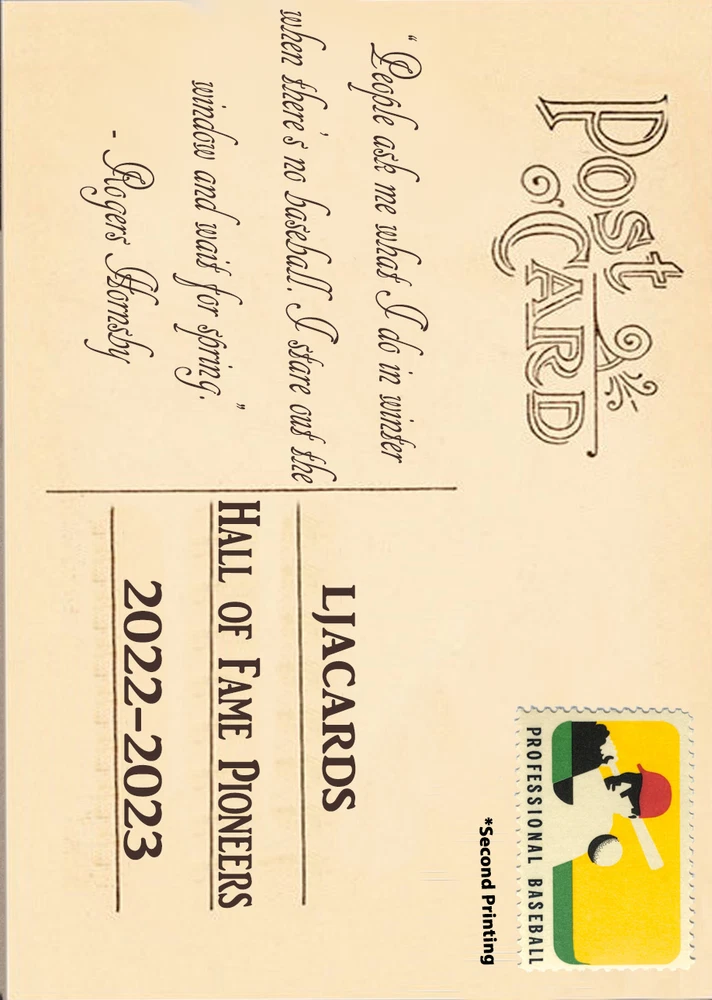 Post
CARD
"People ask me what I do in winter
when there's no baseball. I stare out the
window and wait for spring."
- Rogers Hornsby
PROFESSIONAL BASEBALL
*Second Printing
LJACARDS
HALL OF FAME PIONEERS
2022-2023